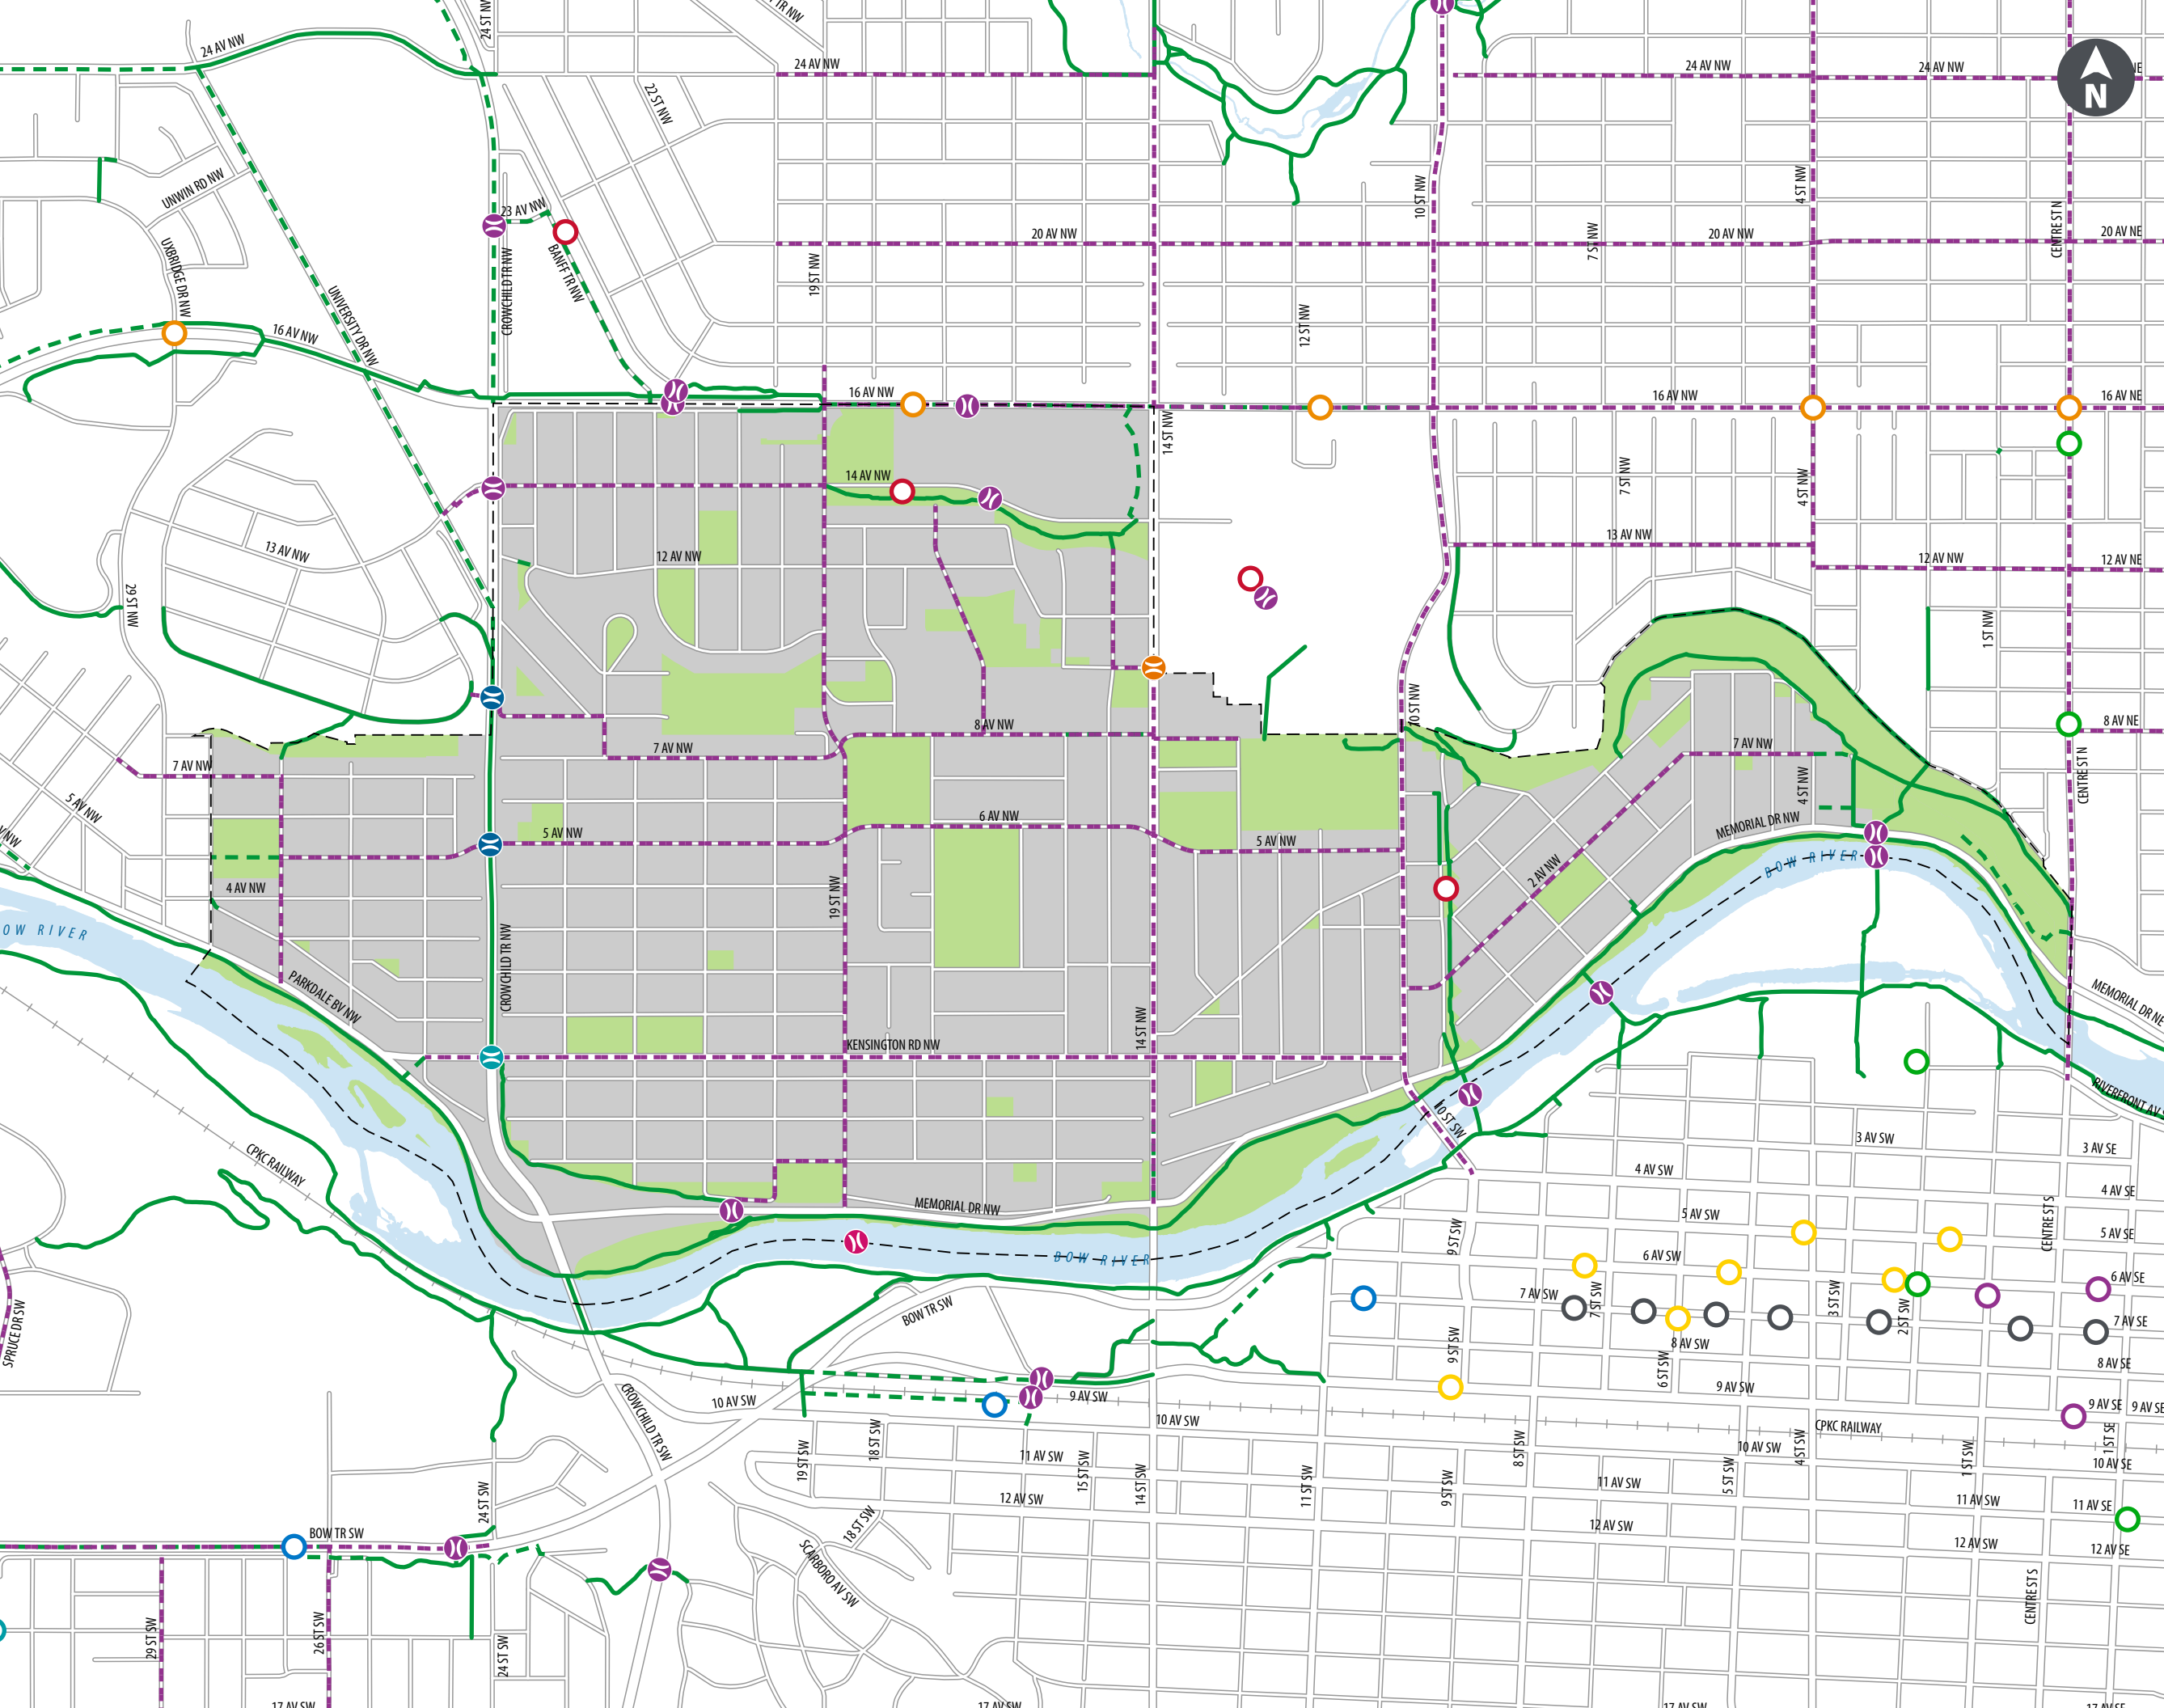 24 ST NW
TR NW
24 AV NW
24 AV NW
24 AV NW
24 AV NW
NE
N
22 ST NW
UNWIN RD NW
23 AV NW
10 ST NW
4 ST NW
UXBRIDGE DR NW
BANFF TR NW
CROWCHILD TR NW
19 ST NW
20 AV NW
7 ST NW
20 AV NW
CENTRE ST N
20 AV NE
UNIVERSITY DR NW
16 AV NW
12 ST NW
16 AV NW
16 AV NW
16 AV NE
14 ST NW
14 AV NW
7 ST NW
4 ST NW
13 AV NW
12 AV NW
13 AV NW
12 AV NW
12 AV NE
29 ST NW
1 ST NW
10 ST NW
8 AV NW
8 AV NE
7 AV NW
7 AV NW
7 AV NW
4 ST NW
CENTRE ST N
5 AV NW
V NW
5 AV NW
6 AV NW
5 AV NW
MEMORIAL DR NW
BOW RIVER
4 AV NW
19 ST NW
2 AV NW
OW RIVER
CROWCHILD TR NW
PARKDALE BV NW
14 ST NW
KENSINGTON RD NW
MEMORIAL DR NE
RIVERFRONT AV
10 ST SW
CPKC RAILWAY
3 AV SW
3 AV SE
4 AV SW
4 AV SE
MEMORIAL DR NW
5 AV SW
CENTRE ST S
5 AV SE
9 ST SW
6 AV SW
BOW RIVER
6 AV SE
SPRUCE DR SW
BOW TR SW
7 AV SW
7 ST SW
3 ST SW
2 ST SW
7 AV SE
9 ST SW
8 AV SW
8 AV SE
6 ST SW
CROWCHILD TR SW
10 AV SW
9 AV SW
9 AV SW
9 AV SE
9 AV SE
10 AV SW
CPKC RAILWAY
19 ST SW
18 ST SW
11 AV SW
15 ST SW
14 ST SW
11 ST SW
9 ST SW
8 ST SW
10 AV SW
4 ST SW
1 ST SW
1 ST SE
10 AV SE
5 ST SW
11 AV SW
24 ST SW
12 AV SW
11 AV SW
11 AV SE
BOW TR SW
18 ST SW
12 AV SW
12 AV SW
12 AV SE
SCARBORO AV SW
29 ST SW
26 ST SW
24 ST SW
CENTRE ST S
17 AV SW
17 AV SW
17 AV SW
17 AV SE